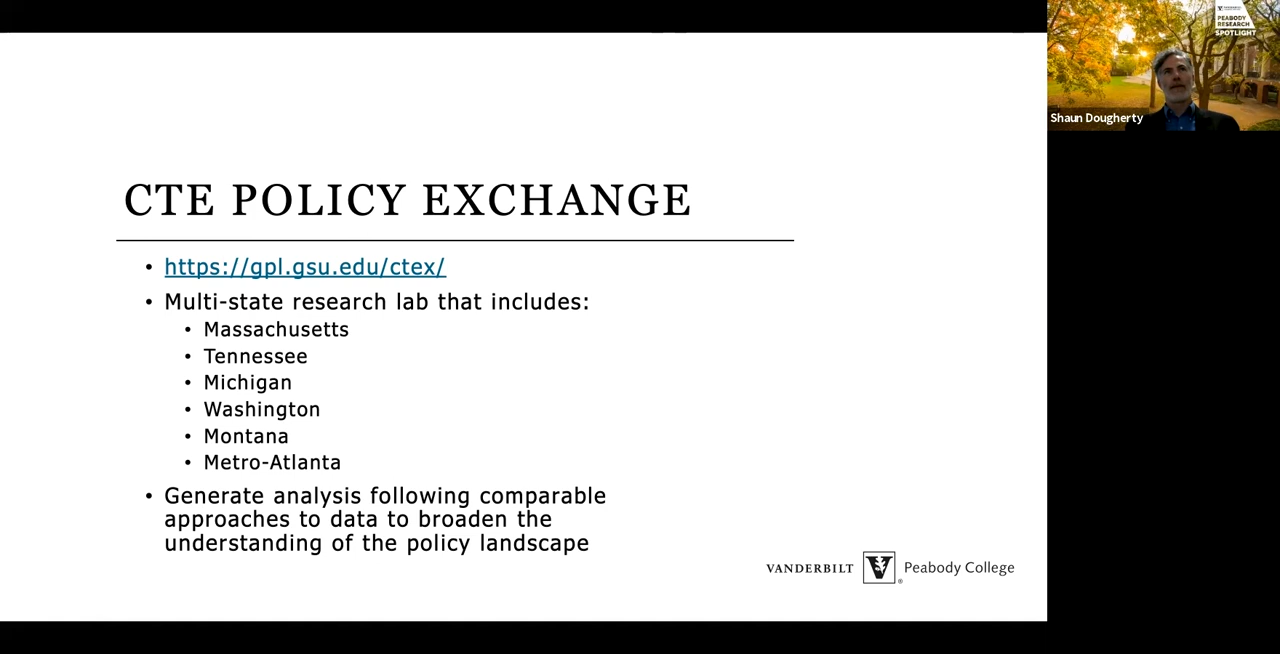 CTE POLICY EXCHANGE
• https://gpl.gsu.edu/ctex/
• Multi-state research lab that includes:
• Massachusetts
• Tennessee
• Michigan
• Washington
• Montana
• Metro-Atlanta
• Generate analysis following comparable
approaches to data to broaden the
understanding of the policy landscape
VANDERBILT V ® Peabody College
PEABODY
RESEARCH
SPOTLIGHT
Shaun Dougherty